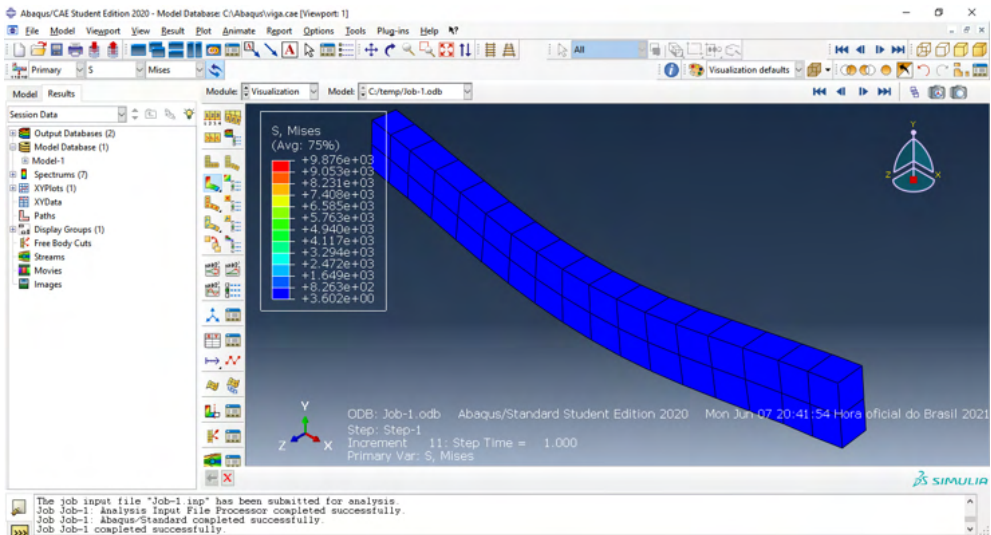 Abaqus/CAE Student Edition 2020 - Model Database: C:\Abaqus\viga.cae [Viewport: 1]
File Model Viewport View Result Plot Animate Report Options Tools Plug-ins Help
All
Primary S Mises Visualization defaults
Model Results Module: Visualization Model: C:/temp/Job-1.odb
Session Data
Output Databases (2)
Model Database (1)
Model-1
Spectrums (7)
XYPlots (1)
XYData
Paths
Display Groups (1)
Free Body Cuts
Streams
Movies
Images
S, Mises
(Avg: 75%)
+9.876e+03
+9.053e+03
+8.231e+03
+7.408e+03
+6.585e+03
+5.763e+03
+4.940e+03
+4.117e+03
+3.294e+03
+2.472e+03
+1.649e+03
+8.263e+02
+3.602e+00
Y
Z X
Y
Z X
ODB: Job-1.odb Abaqus/Standard Student Edition 2020 Mon Jun 07 20:41:54 Hora oficial do Brasil 2021
Step: Step-1
Increment 11: Step Time = 1.000
Primary Var: S, Mises
SIMULIA
The job input file "Job-1.inp" has been submitted for analysis.
Job Job-1: Analysis Input File Processor completed successfully.
Job Job-1: Abaqus/Standard completed successfully.
Job Job-1 completed successfully.
>>>